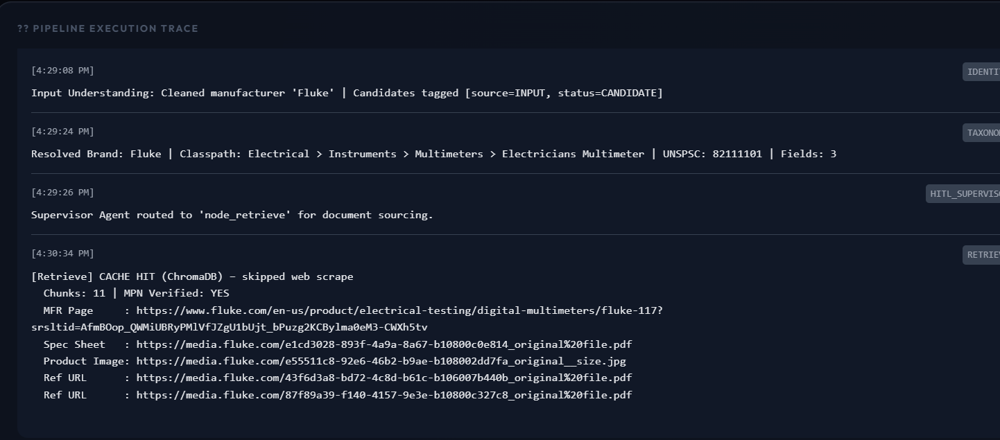 ?? PIPELINE EXECUTION TRACE
[4:29:08 PM]
IDENTI
Input Understanding: Cleaned manufacturer 'Fluke' | Candidates tagged [source=INPUT, status=CANDIDATE]
[4:29:24 PM]
TAXONO
Resolved Brand: Fluke | Classpath: Electrical > Instruments > Multimeters > Electricians Multimeter | UNSPSC: 82111101 | Fields: 3
[4:29:26 PM]
HITL_SUPERVISO
Supervisor Agent routed to 'node_retrieve' for document sourcing.
[4:30:34 PM]
RETRIEV
[Retrieve] CACHE HIT (ChromaDB) – skipped web scrape
Chunks: 11 | MPN Verified: YES
MFR Page     : https://www.fluke.com/en-us/product/electrical-testing/digital-multimeters/fluke-117?
srsltid=AfmBOop_QWMiUBRyPMlVfJZgU1bUjt_bPuzg2KCBylma0eM3-CWXh5tv
Spec Sheet   : https://media.fluke.com/e1cd3028-893f-4a9a-8a67-b10800c0e814_original%20file.pdf
Product Image: https://media.fluke.com/e55511c8-92e6-46b2-b9ae-b108002dd7fa_original__size.jpg
Ref URL      : https://media.fluke.com/43f6d3a8-bd72-4c8d-b61c-b106007b440b_original%20file.pdf
Ref URL      : https://media.fluke.com/87f89a39-f140-4157-9e3e-b10800c327c8_original%20file.pdf